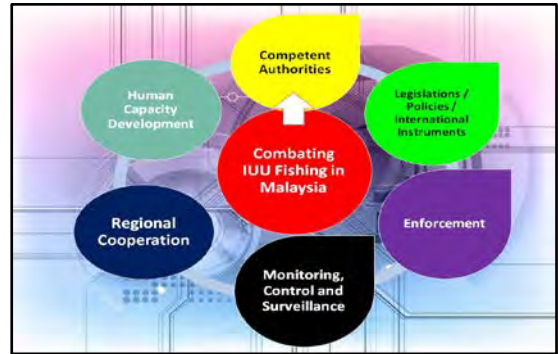 Competent
Authorities
Legislations /
Policies /
International
Instruments
Enforcement
Monitoring,
Control and
Surveillance
Regional
Cooperation
Human
Capacity
Development
Combating
IUU Fishing in
Malaysia